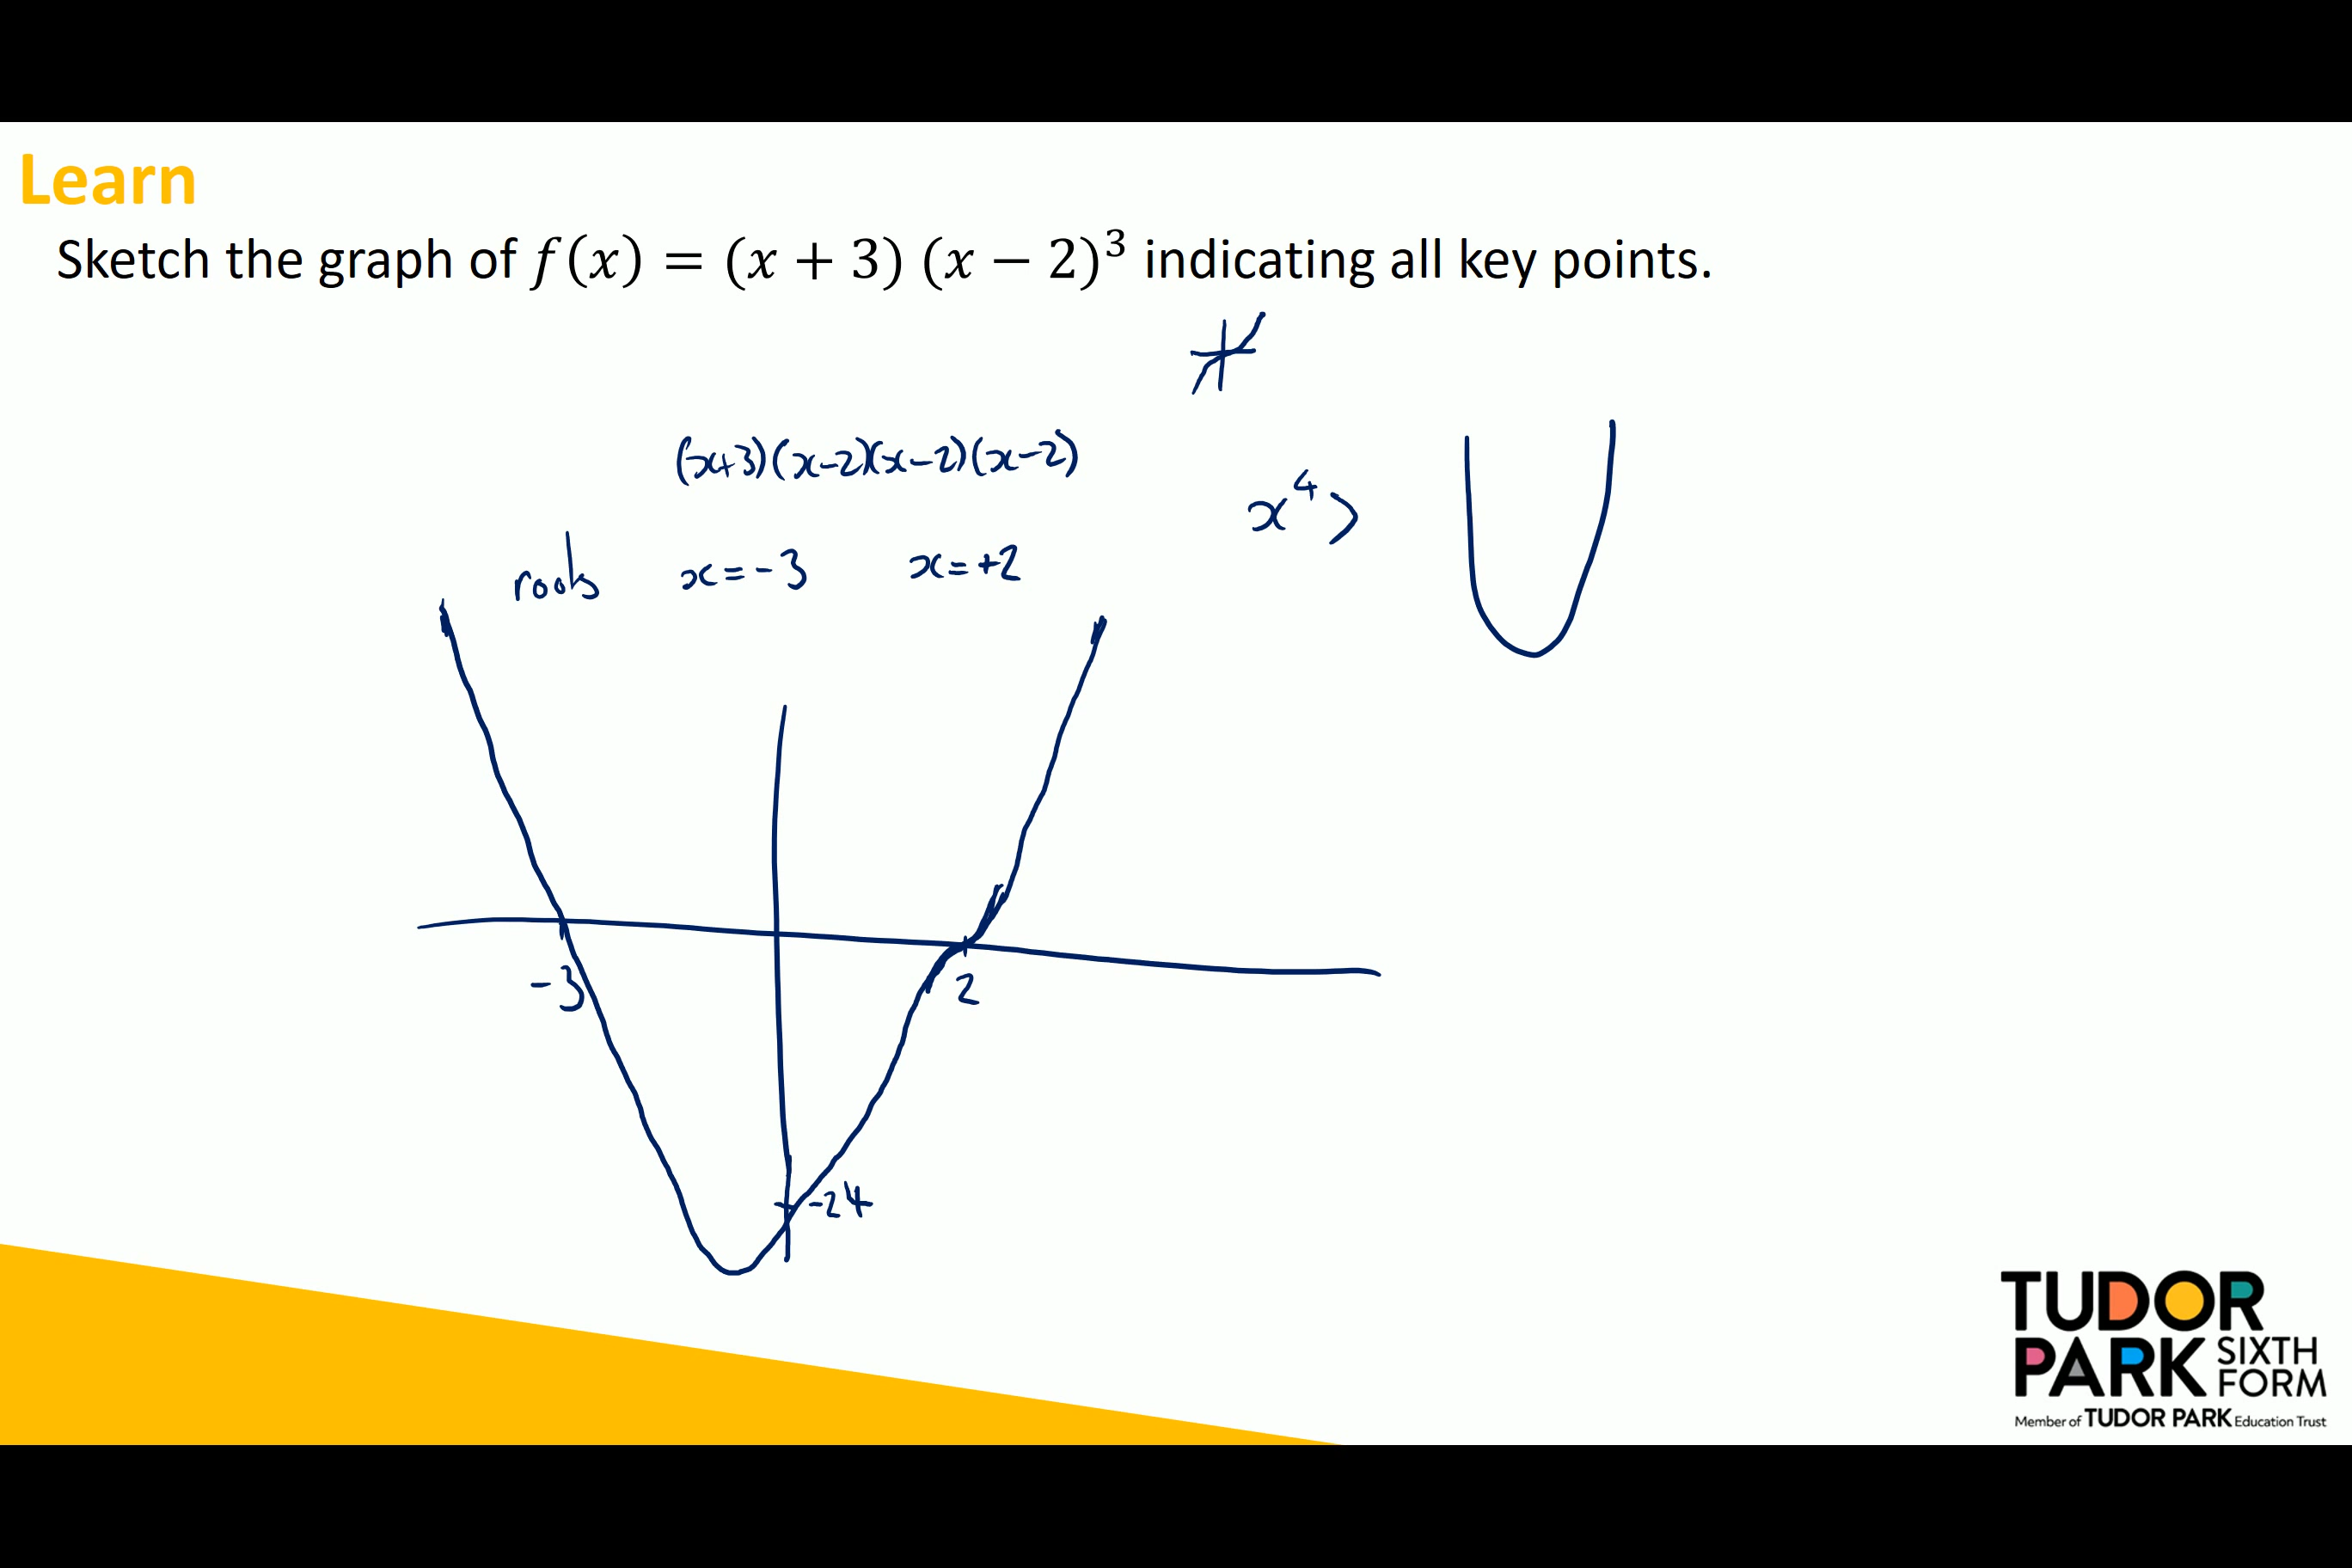 Learn
Sketch the graph of f(x) = (x + 3) (x − 2)³ indicating all key points.
(x+3)(x-2)(x-2)(x-2)
x⁴ >
roots x=-3 x=+2
-3
2
-24
TUDOR
PARK SIXTH FORM
Member of TUDOR PARK Education Trust